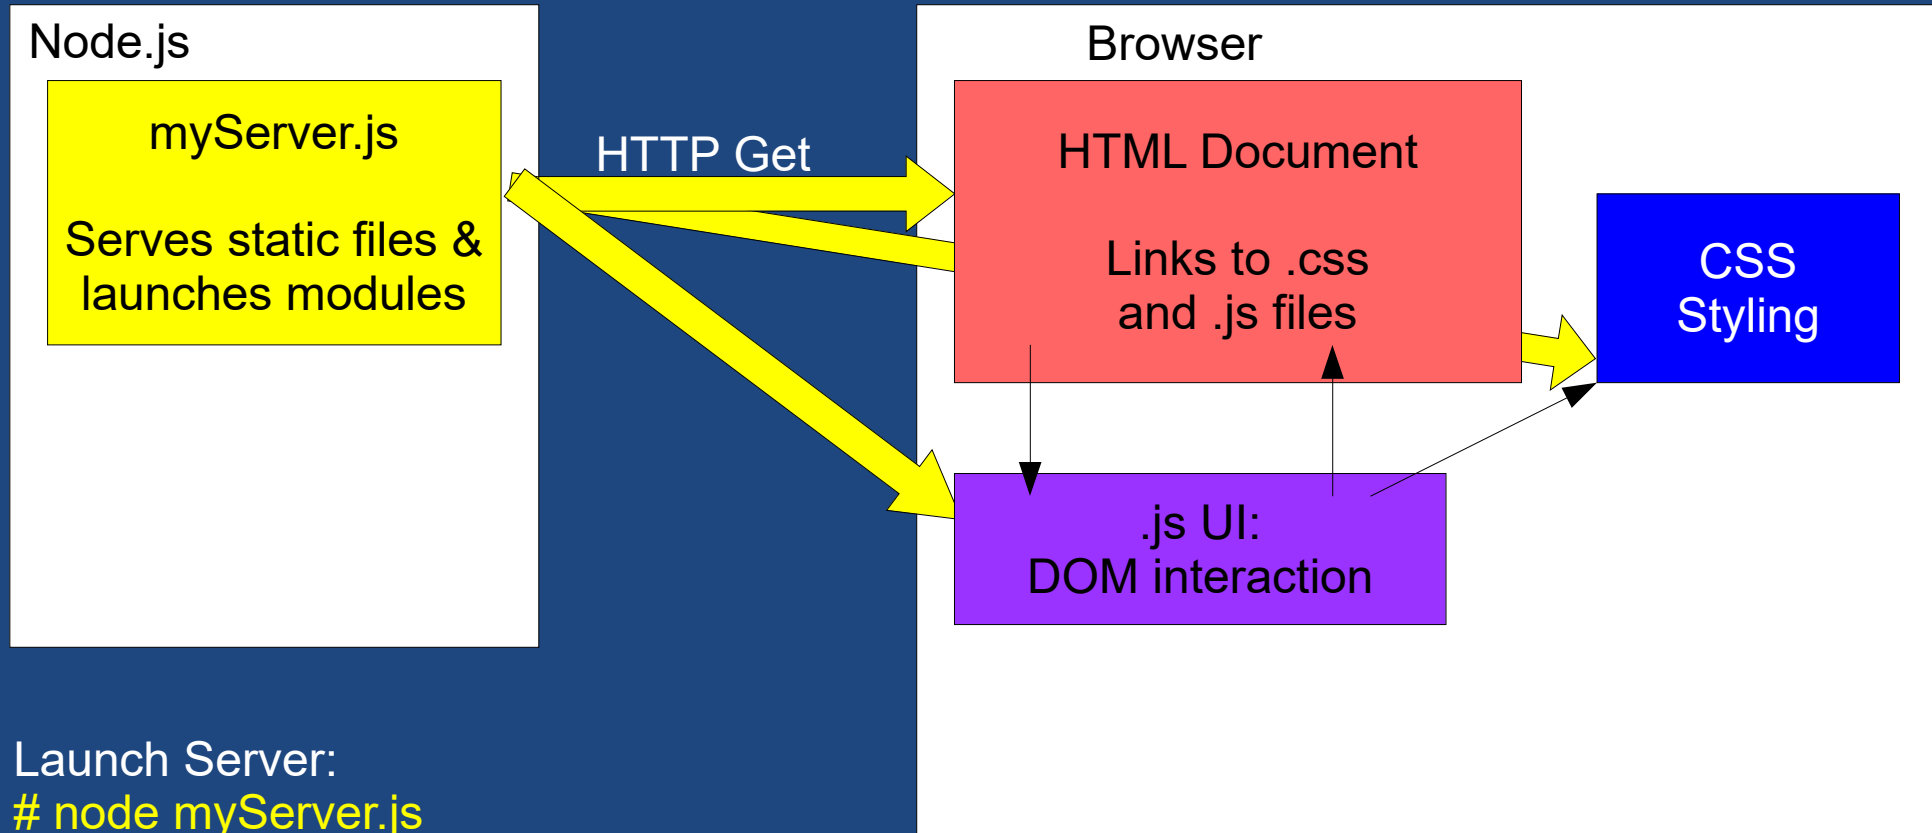 Node.js
myServer.js
Serves static files &
launches modules
HTTP Get
Browser
HTML Document
Links to .css
and .js files
CSS
Styling
.js UI:
DOM interaction
Launch Server:
# node myServer.js